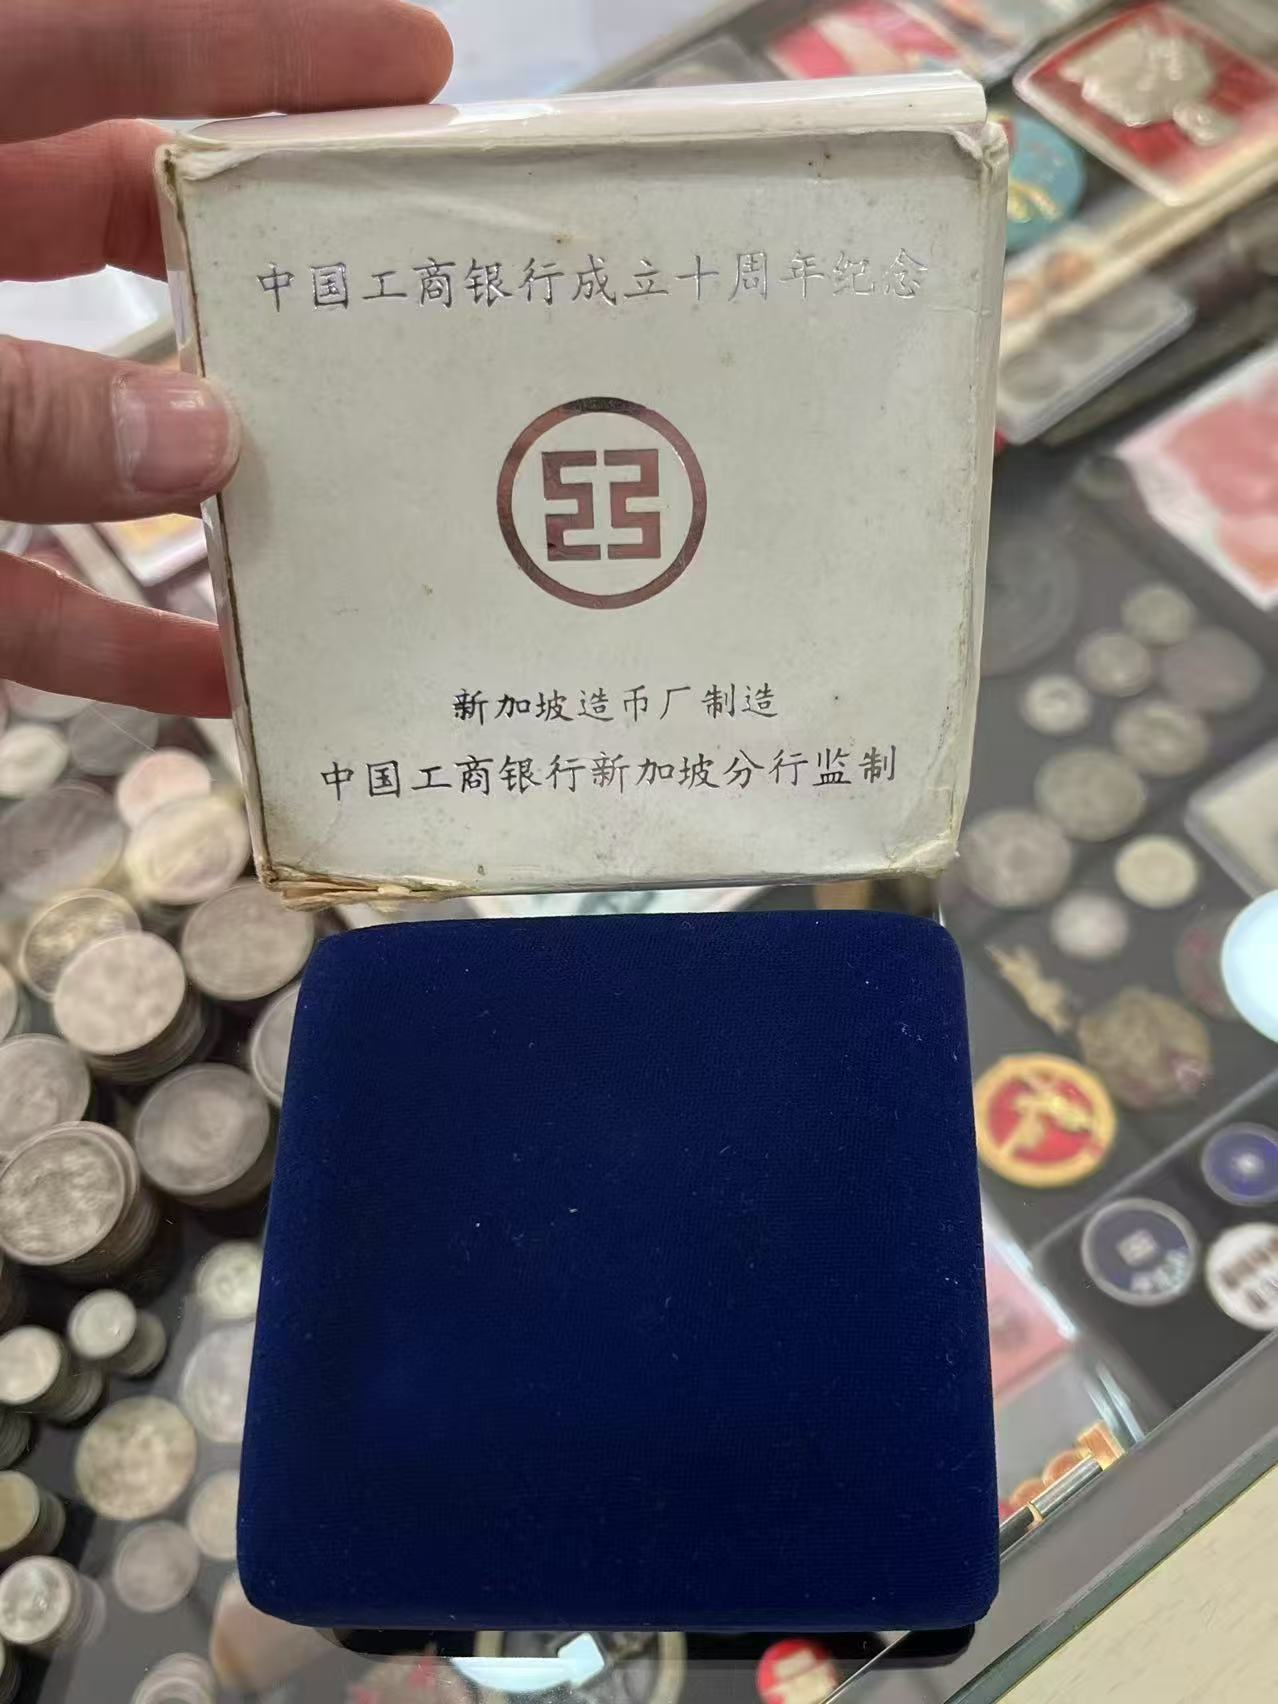 中国工商银行成立十周年纪念
新加坡造币厂制造
中国工商银行新加坡分行监制